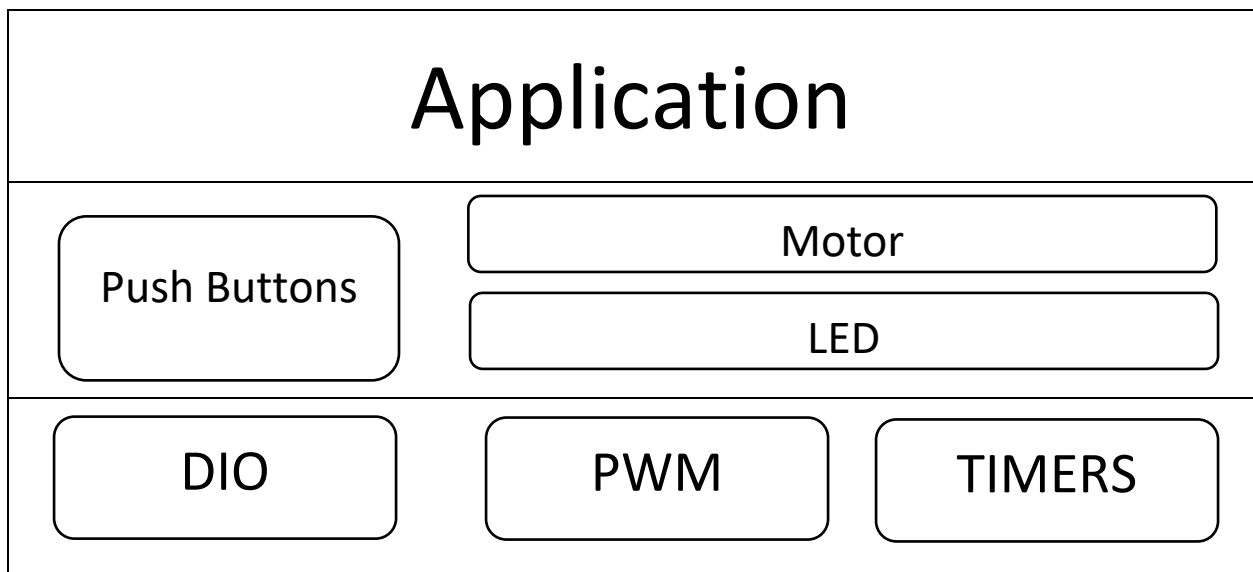 Application
Push Buttons
Motor
LED
DIO
PWM
TIMERS